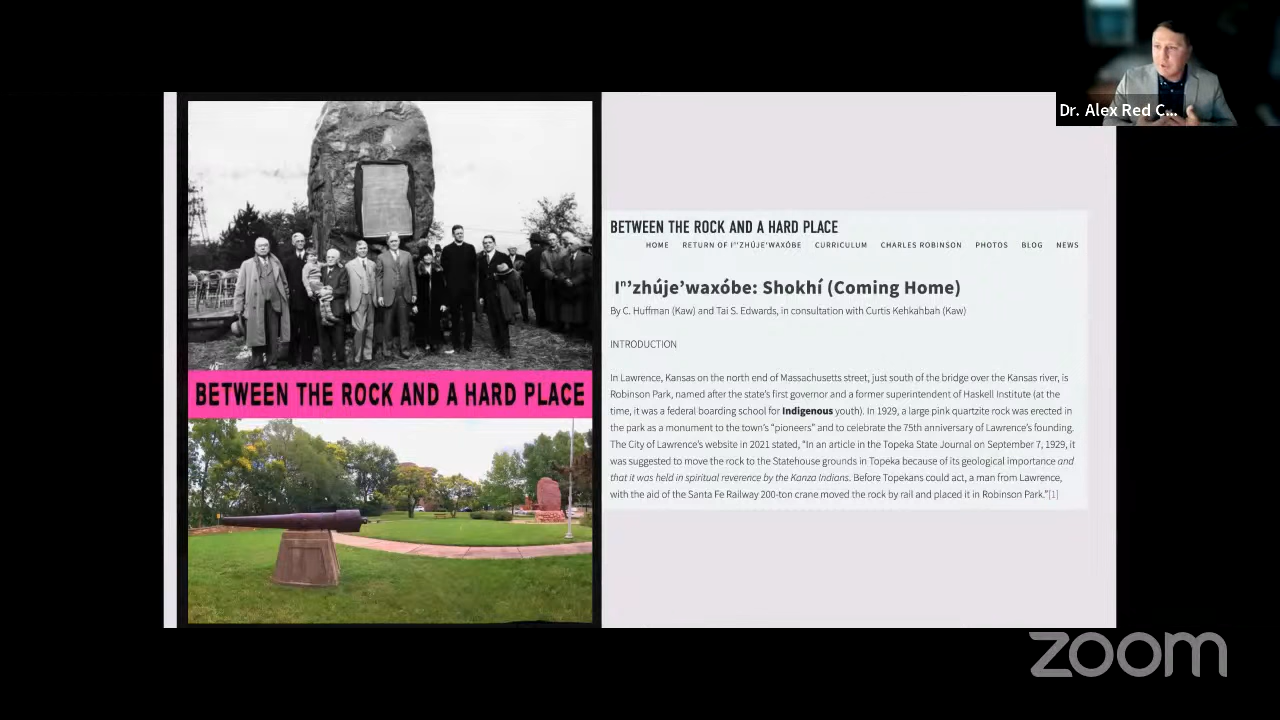 Dr. Alex Red C...
BETWEEN THE ROCK AND A HARD PLACE
BETWEEN THE ROCK AND A HARD PLACE
HOME RETURN OF Iⁿ'ZHÚJE'WAXÓBE CURRICULUM CHARLES ROBINSON PHOTOS BLOG NEWS
Iⁿ’zhúje’waxóbe: Shokhí (Coming Home)
By C. Huffman (Kaw) and Tai S. Edwards, in consultation with Curtis Kehkahbah (Kaw)
INTRODUCTION
In Lawrence, Kansas on the north end of Massachusetts street, just south of the bridge over the Kansas river, is
Robinson Park, named after the state’s first governor and a former superintendent of Haskell Institute (at the
time, it was a federal boarding school for Indigenous youth). In 1929, a large pink quartzite rock was erected in
the park as a monument to the town’s “pioneers” and to celebrate the 75th anniversary of Lawrence’s founding.
The City of Lawrence’s website in 2021 stated, “In an article in the Topeka State Journal on September 7, 1929, it
was suggested to move the rock to the Statehouse grounds in Topeka because of its geological importance and
that it was held in spiritual reverence by the Kanza Indians. Before Topekans could act, a man from Lawrence,
with the aid of the Santa Fe Railway 200-ton crane moved the rock by rail and placed it in Robinson Park.”[1]
zoom